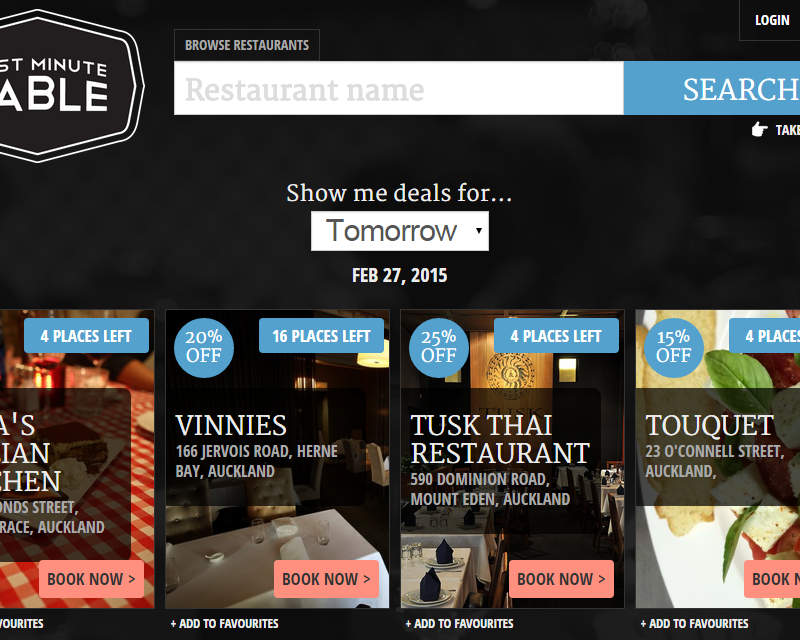 LOGIN
ST MINUTE
ABLE
BROWSE RESTAURANTS
Restaurant name
SEARCH
TAKE
Show me deals for...
Tomorrow
FEB 27, 2015
4 PLACES LEFT
A'S
IAN
CHEN
ONDS STREET,
RACE, AUCKLAND
BOOK NOW >
VOURITES
20%
OFF
16 PLACES LEFT
VINNIES
166 JERVOIS ROAD, HERNE
BAY, AUCKLAND
BOOK NOW >
+ ADD TO FAVOURITES
25%
OFF
4 PLACES LEFT
TUSK
TUSK THAI
RESTAURANT
590 DOMINION ROAD,
MOUNT EDEN, AUCKLAND
BOOK NOW >
+ ADD TO FAVOURITES
15%
OFF
4 PLACES
TOUQUET
23 O'CONNELL STREET,
AUCKLAND,
BOOK N
+ ADD TO FAVOURITES